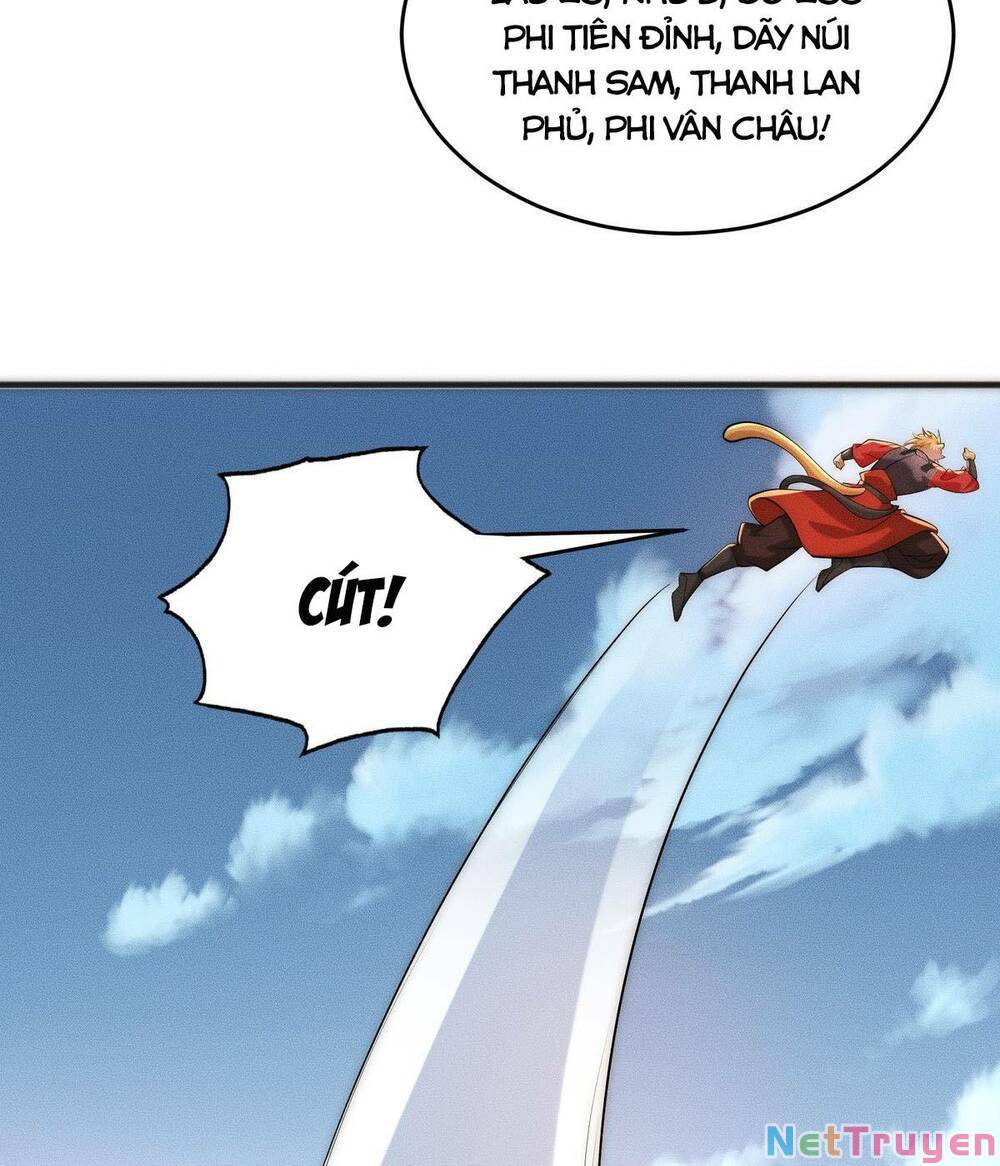 PHI TIÊN ĐỈNH, DÃY NÚI
THANH SAM, THANH LAN
PHỦ, PHI VÂN CHÂU!
CÚT!
NetTruyen